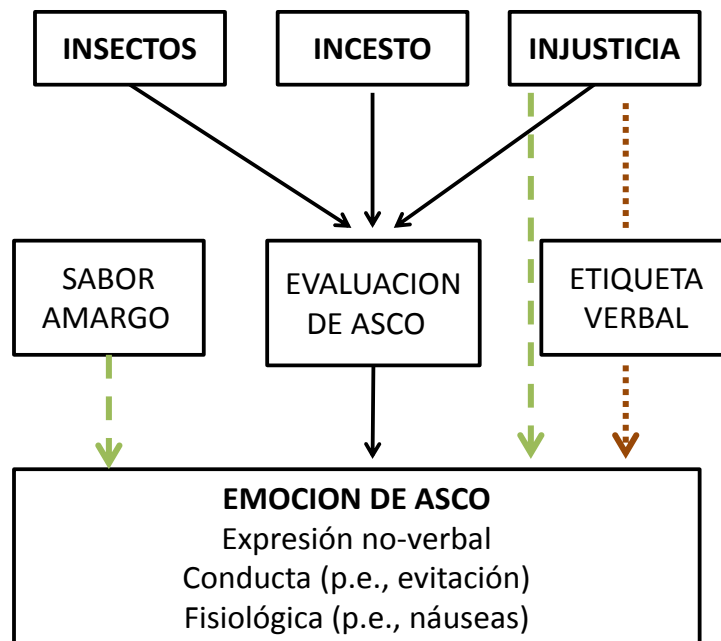 INSECTOS
INCESTO
INJUSTICIA
SABOR
AMARGO
EVALUACION
DE ASCO
ETIQUETA
VERBAL
EMOCION DE ASCO
Expresión no-verbal
Conducta (p.e., evitación)
Fisiológica (p.e., náuseas)